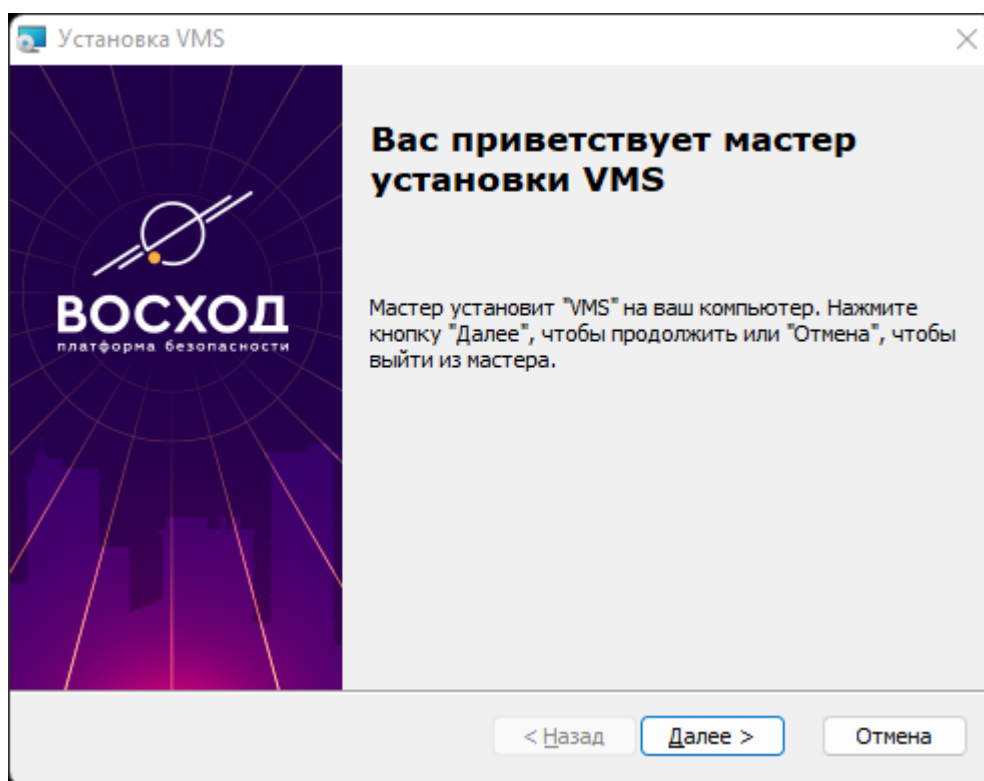 Установка VMS
ВОСХОД
платформа безопасности
Вас приветствует мастер
установки VMS
Мастер установит "VMS" на ваш компьютер. Нажмите
кнопку "Далее", чтобы продолжить или "Отмена", чтобы
выйти из мастера.
< Назад
Далее >
Отмена